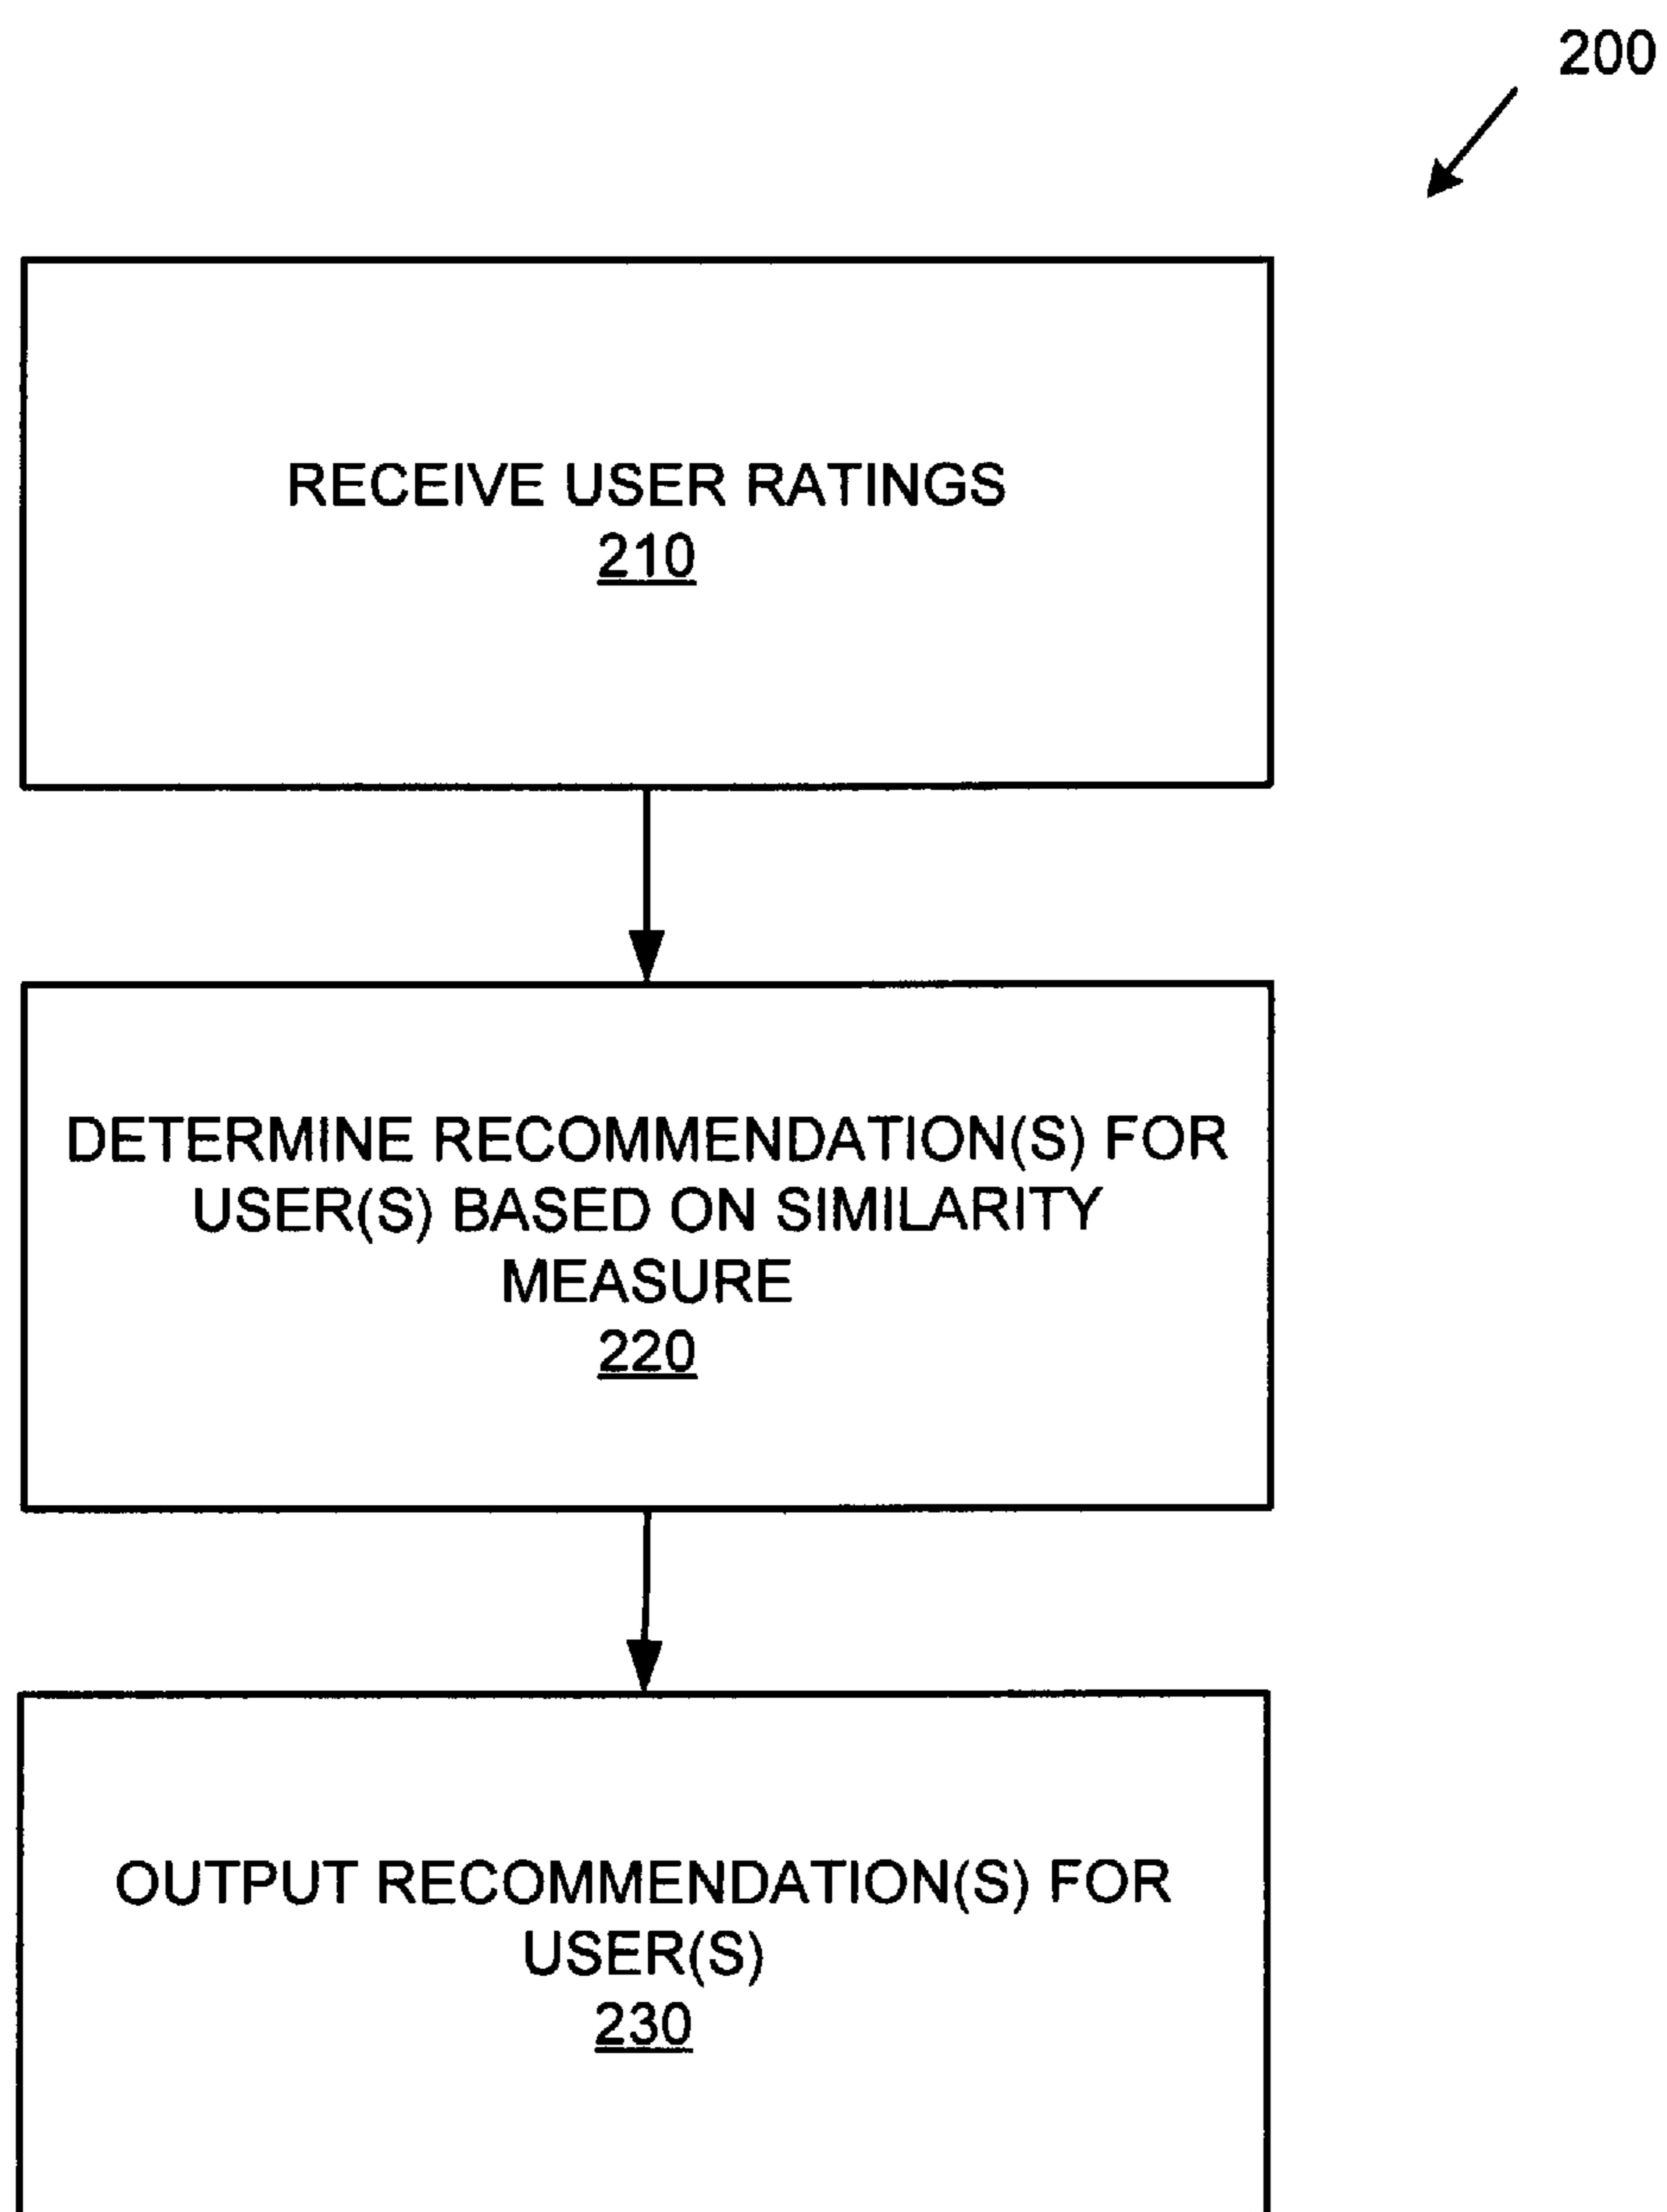 200
RECEIVE USER RATINGS
210
DETERMINE RECOMMENDATION(S) FOR
USER(S) BASED ON SIMILARITY
MEASURE
220
OUTPUT RECOMMENDATION(S) FOR
USER(S)
230